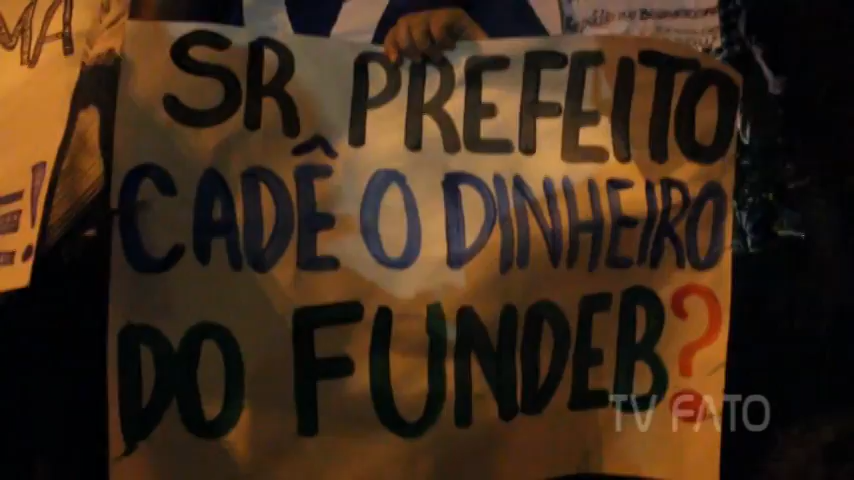 SR PREFEITO
CADÊ O DINHEIRO
DO FUNDEB?
TV FATO